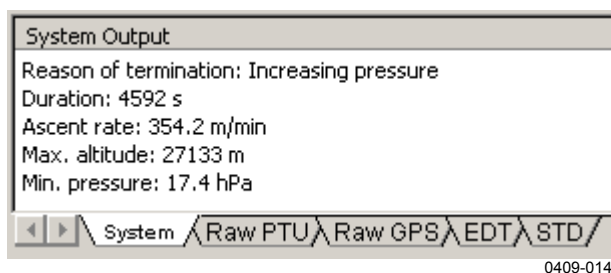 System Output
Reason of termination: Increasing pressure
Duration: 4592 s
Ascent rate: 354.2 m/min
Max. altitude: 27133 m
Min. pressure: 17.4 hPa
System Raw PTU Raw GPS EDT STD
0409-014